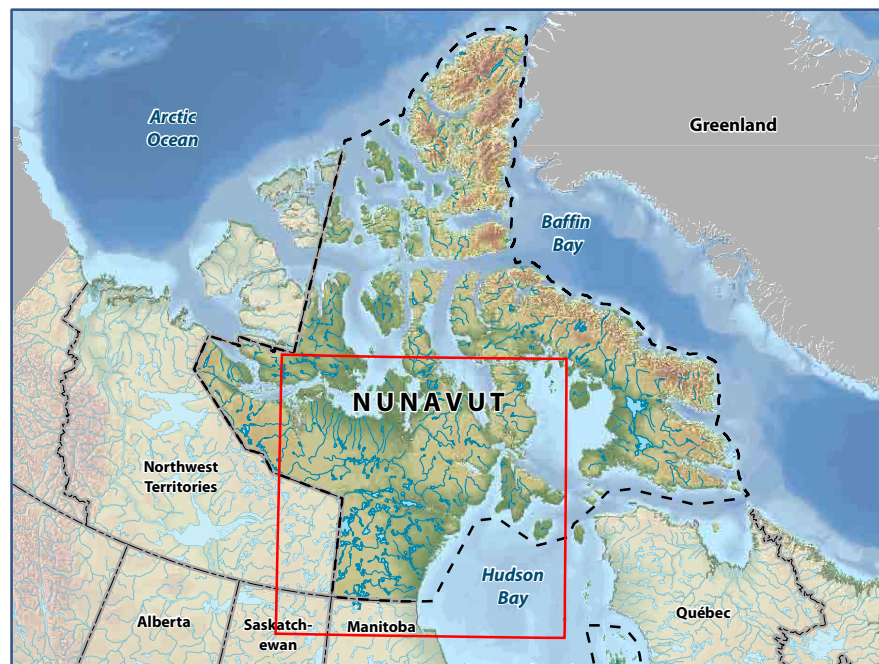 Arctic
Ocean
Greenland
Baffin
Bay
NUNAVUT
Northwest
Territories
Hudson
Bay
Alberta
Saskatch-
ewan
Manitoba
Québec